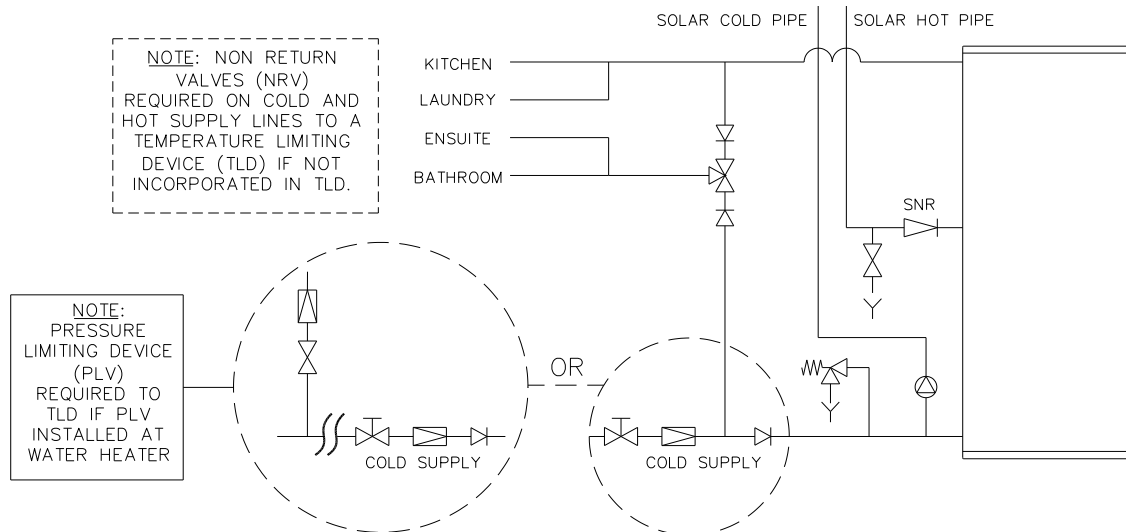 SOLAR COLD PIPE
SOLAR HOT PIPE
NOTE: NON RETURN
VALVES (NRV)
REQUIRED ON COLD AND
HOT SUPPLY LINES TO A
TEMPERATURE LIMITING
DEVICE (TLD) IF NOT
INCORPORATED IN TLD.
KITCHEN
LAUNDRY
ENSUITE
BATHROOM
SNR
NOTE:
PRESSURE
LIMITING DEVICE
(PLV)
REQUIRED TO
TLD IF PLV
INSTALLED AT
WATER HEATER
OR
COLD SUPPLY
COLD SUPPLY